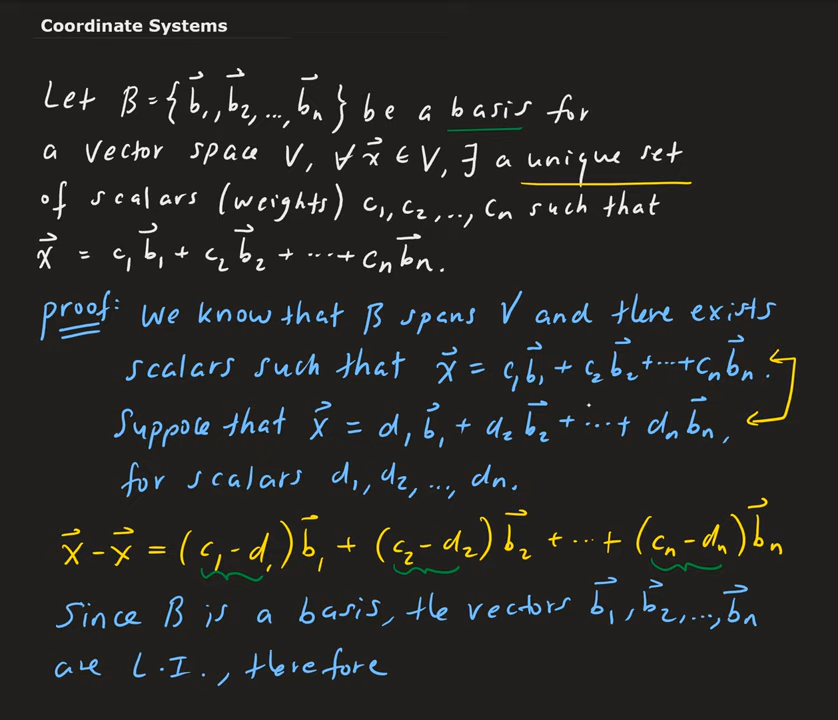 Coordinate Systems
Let B = {b⃗₁, b⃗₂, ..., b⃗ₙ} be a basis for
a vector space V, ∀ x⃗ ∈ V, ∃ a unique set
of scalars (weights) c₁, c₂, ..., cₙ such that
x⃗ = c₁b⃗₁ + c₂b⃗₂ + ... + cₙb⃗ₙ.
proof: We know that B spans V and there exists
scalars such that x⃗ = c₁b⃗₁ + c₂b⃗₂ + ... + cₙb⃗ₙ.
Suppose that x⃗ = d₁b⃗₁ + d₂b⃗₂ + ... + dₙb⃗ₙ,
for scalars d₁, d₂, ..., dₙ.
x⃗ - x⃗ = (c₁ - d₁)b⃗₁ + (c₂ - d₂)b⃗₂ + ... + (cₙ - dₙ)b⃗ₙ
Since B is a basis, the vectors b⃗₁, b⃗₂, ..., b⃗ₙ
are L.I., therefore